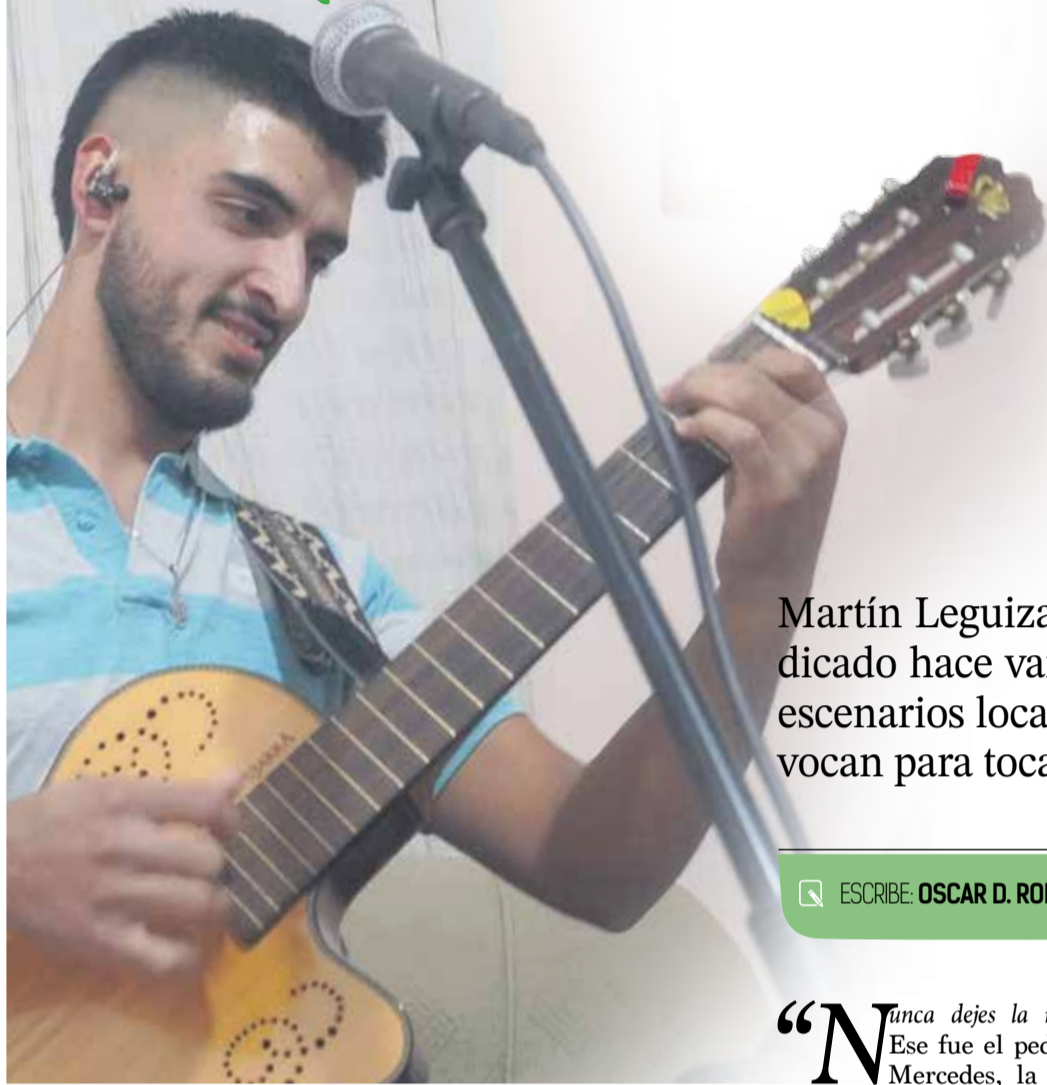 Martín Leguiza
dicado hace va
escenarios loca
vocan para toca
ESCRIBE: OSCAR D. RO
“Nunca dejes la
Ese fue el pe
Mercedes, la